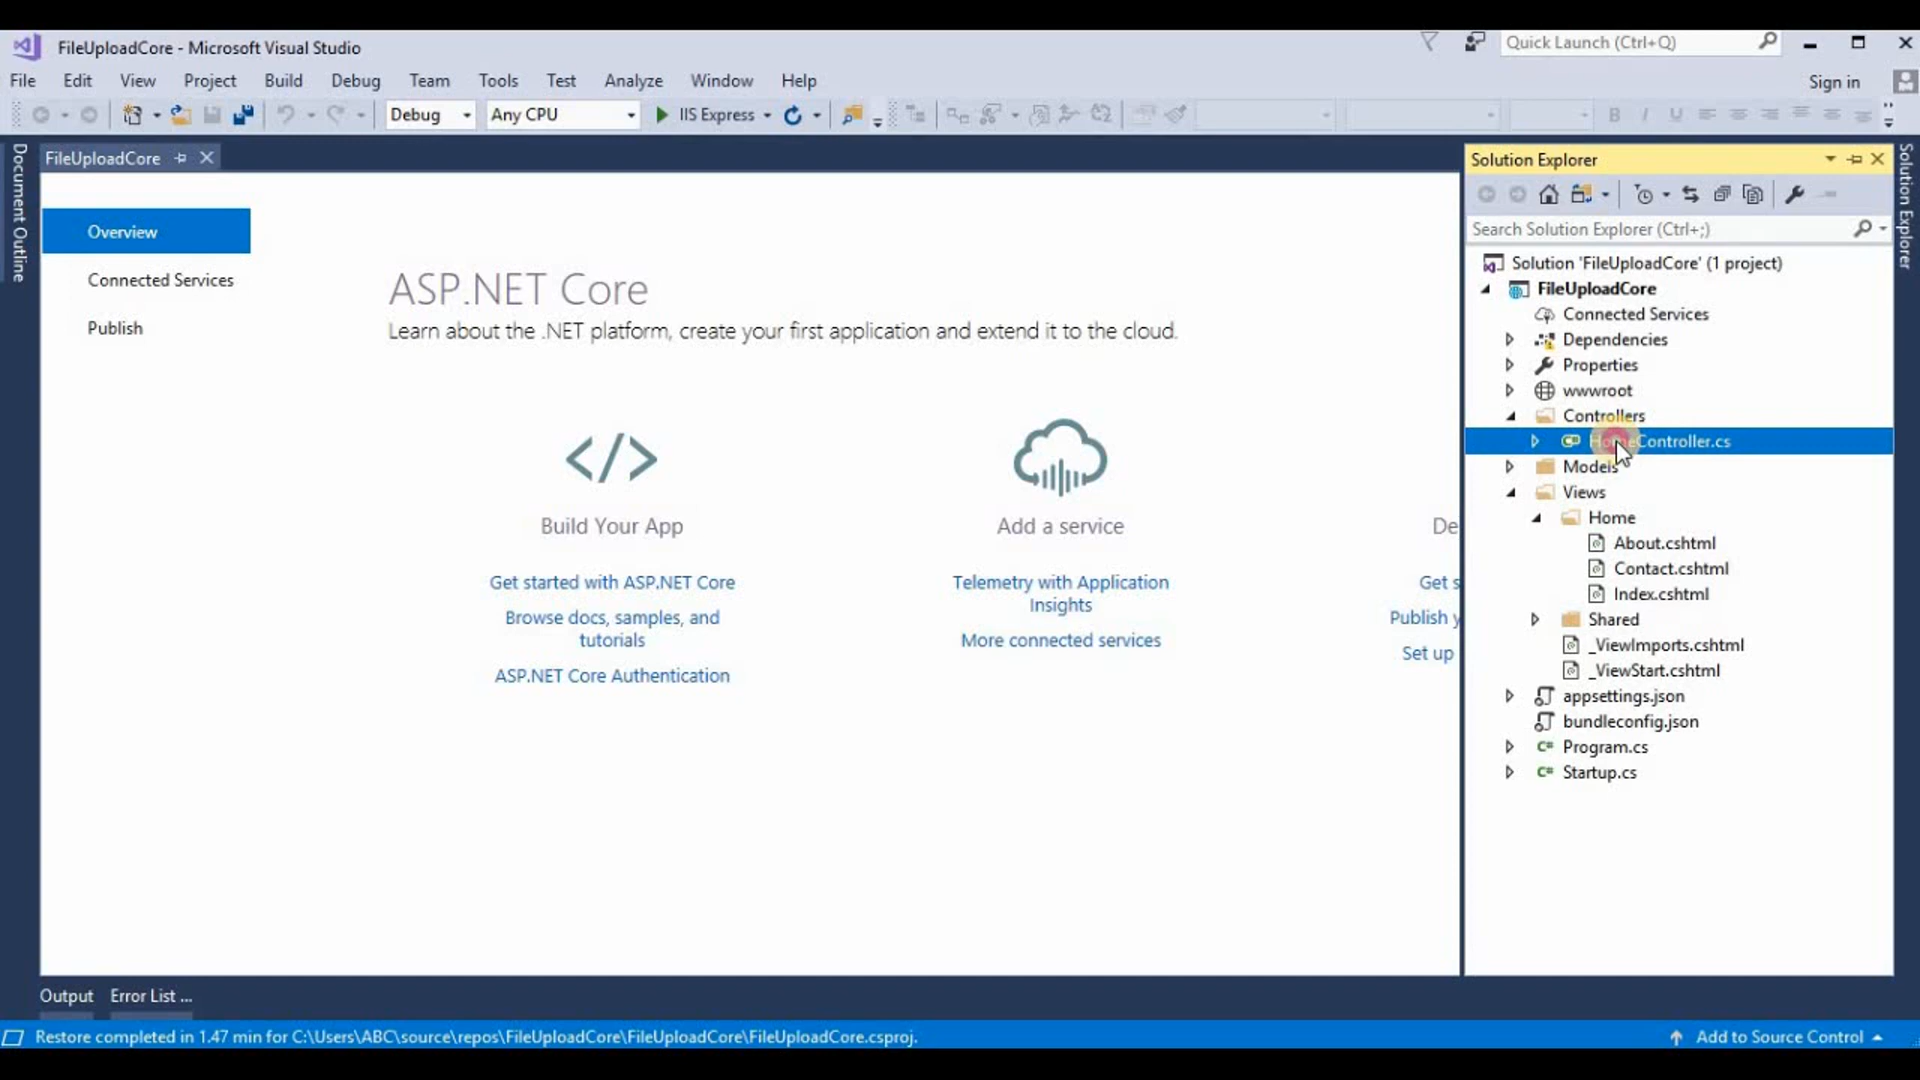 FileUploadCore - Microsoft Visual Studio
Quick Launch (Ctrl+Q)
File Edit View Project Build Debug Team Tools Test Analyze Window Help
Sign in
Debug Any CPU IIS Express
Document Outline
FileUploadCore
Overview
Connected Services
Publish
ASP.NET Core
Learn about the .NET platform, create your first application and extend it to the cloud.
Build Your App
Get started with ASP.NET Core
Browse docs, samples, and
tutorials
ASP.NET Core Authentication
Add a service
Telemetry with Application
Insights
More connected services
De
Get s
Publish y
Set up
Solution Explorer
Search Solution Explorer (Ctrl+;)
Solution 'FileUploadCore' (1 project)
FileUploadCore
Connected Services
Dependencies
Properties
wwwroot
Controllers
HomeController.cs
Models
Views
Home
About.cshtml
Contact.cshtml
Index.cshtml
Shared
_ViewImports.cshtml
_ViewStart.cshtml
appsettings.json
bundleconfig.json
Program.cs
Startup.cs
Solution Explorer
Output Error List ...
Restore completed in 1.47 min for C:\Users\ABC\source\repos\FileUploadCore\FileUploadCore\FileUploadCore.csproj.
Add to Source Control